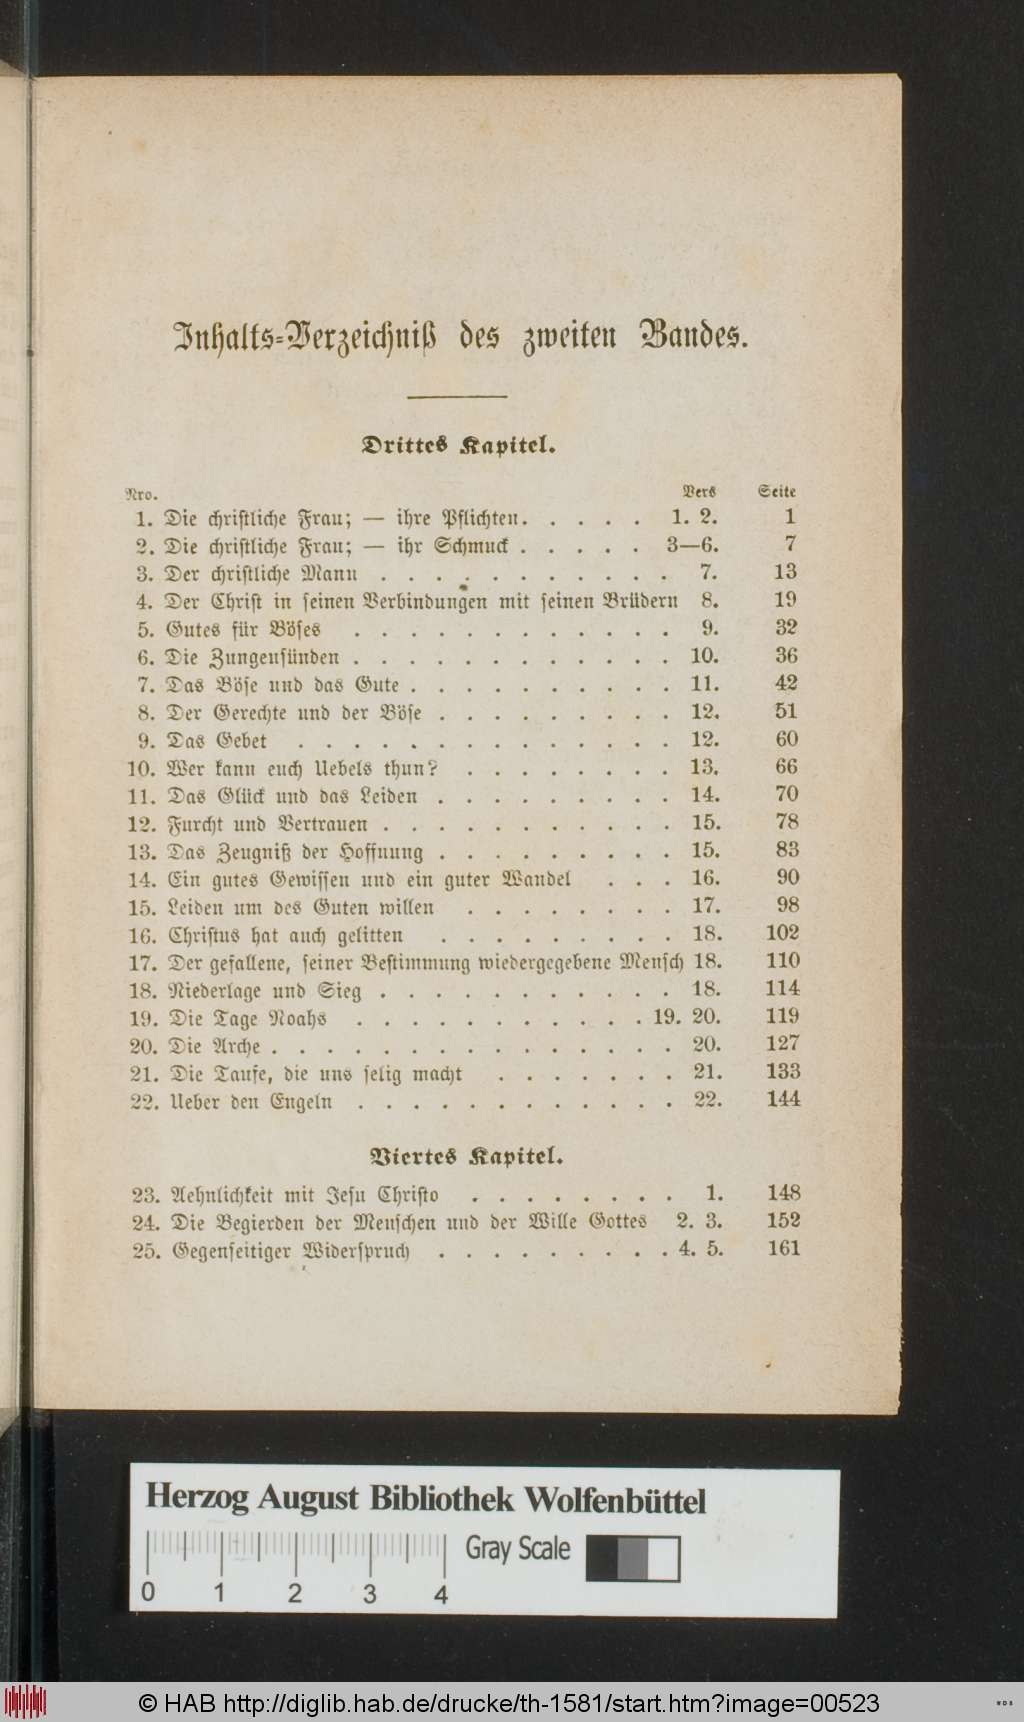 Inhalts-Verzeichniß des zweiten Bandes.
Drittes Kapitel.
Nro. Vers Seite
1. Die christliche Frau; — ihre Pflichten. . . . . 1. 2. 1
2. Die christliche Frau; — ihr Schmuck . . . . . 3—6. 7
3. Der christliche Mann . . . . . . . . . . . 7. 13
4. Der Christ in seinen Verbindungen mit seinen Brüdern 8. 19
5. Gutes für Böses . . . . . . . . . . . . 9. 32
6. Die Zungensünden . . . . . . . . . . . . 10. 36
7. Das Böse und das Gute . . . . . . . . . . 11. 42
8. Der Gerechte und der Böse . . . . . . . . . 12. 51
9. Das Gebet . . . . . . . . . . . . . . 12. 60
10. Wer kann euch Uebels thun? . . . . . . . . 13. 66
11. Das Glück und das Leiden . . . . . . . . . 14. 70
12. Furcht und Vertrauen . . . . . . . . . . . 15. 78
13. Das Zeugniß der Hoffnung . . . . . . . . . 15. 83
14. Ein gutes Gewissen und ein guter Wandel . . . 16. 90
15. Leiden um des Guten willen . . . . . . . . 17. 98
16. Christus hat auch gelitten . . . . . . . . . 18. 102
17. Der gefallene, seiner Bestimmung wiedergegebene Mensch 18. 110
18. Niederlage und Sieg . . . . . . . . . . . 18. 114
19. Die Tage Noahs . . . . . . . . . . . 19. 20. 119
20. Die Arche . . . . . . . . . . . . . . . 20. 127
21. Die Taufe, die uns selig macht . . . . . . . 21. 133
22. Ueber den Engeln . . . . . . . . . . . . 22. 144
Viertes Kapitel.
23. Aehnlichkeit mit Jesu Christo . . . . . . . . 1. 148
24. Die Begierden der Menschen und der Wille Gottes 2. 3. 152
25. Gegenseitiger Widerspruch . . . . . . . . . 4. 5. 161
Herzog August Bibliothek Wolfenbüttel
Gray Scale
0 1 2 3 4
© HAB http://diglib.hab.de/drucke/th-1581/start.htm?image=00523